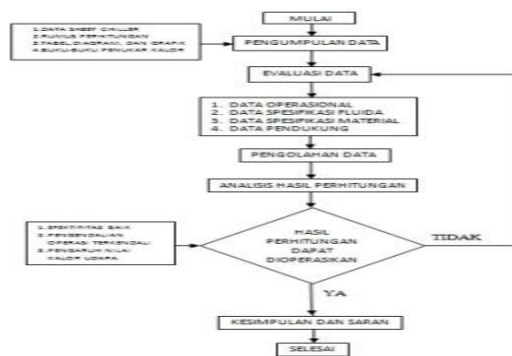 MULAI
1.DATA SHEET CHILLER
2.RUMUS PERHITUNGAN
3.TABEL,DIAGRAM, DAN GRAFIK
4.BUKU-BUKU PENUKAR KALOR
PENGUMPULAN DATA
EVALUASI DATA
1. DATA OPERASIONAL
2. DATA SPESIFIKASI FLUIDA
3. DATA SPESIFIKASI MATERIAL
4. DATA PENDUKUNG
PENGOLAHAN DATA
ANALISIS HASIL PERHITUNGAN
1.EFEKTIFITAS BAIK
2.PENGENDALIAN
OPERASI TERKENDALI
3.PENGARUH NILAI
KALOR UDARA
HASIL
PERHITUNGAN
DAPAT
DIOPERASIKAN
TIDAK
YA
KESIMPULAN DAN SARAN
SELESAI